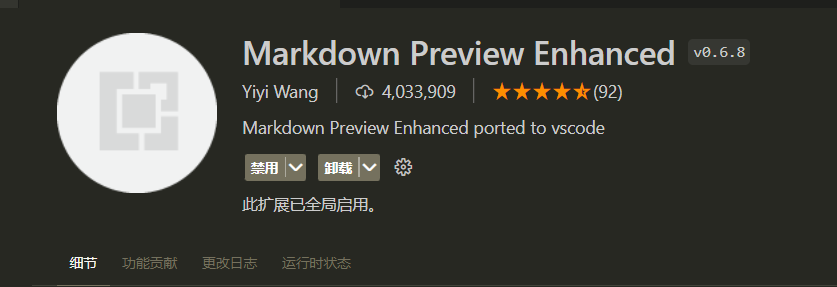 Markdown Preview Enhanced v0.6.8
Yiyi Wang 4,033,909 (92)
Markdown Preview Enhanced ported to vscode
禁用 卸载
此扩展已全局启用。
细节 功能贡献 更改日志 运行时状态